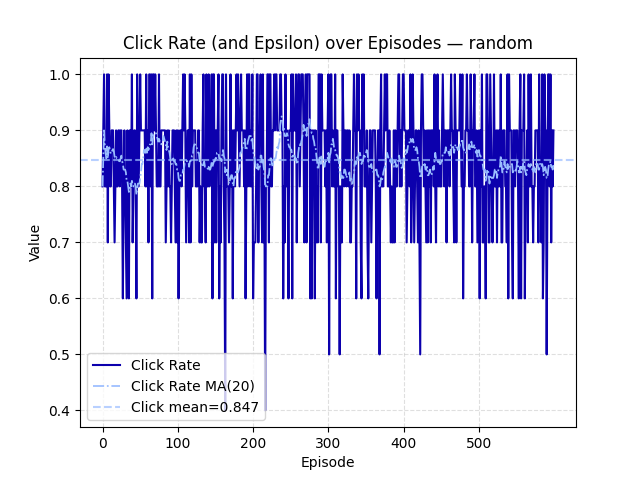 Click Rate (and Epsilon) over Episodes — random
1.0
0.9
0.8
0.7
0.6
0.5
0.4
Value
Click Rate
Click Rate MA(20)
Click mean=0.847
0 100 200 300 400 500
Episode